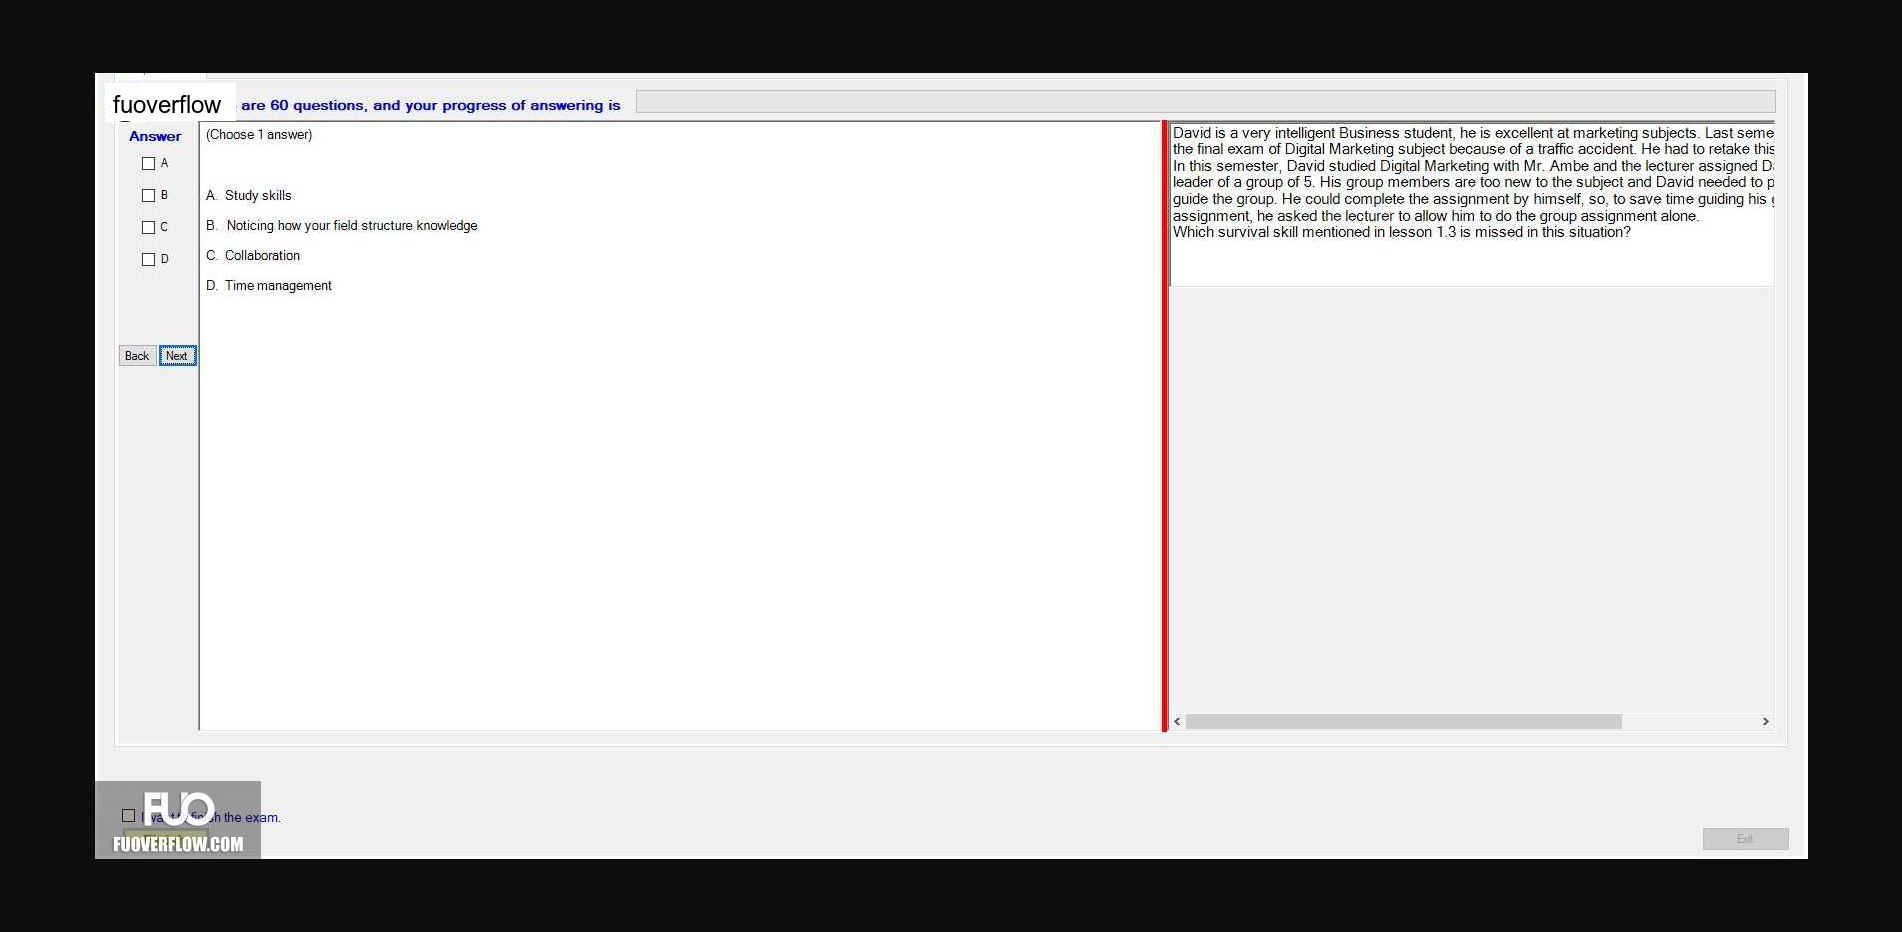 fuoverflow are 60 questions, and your progress of answering is
Answer
(Choose 1 answer)
A
B
C
D
A. Study skills
B. Noticing how your field structure knowledge
C. Collaboration
D. Time management
Back Next
David is a very intelligent Business student, he is excellent at marketing subjects. Last seme
the final exam of Digital Marketing subject because of a traffic accident. He had to retake this
In this semester, David studied Digital Marketing with Mr. Ambe and the lecturer assigned D
leader of a group of 5. His group members are too new to the subject and David needed to p
guide the group. He could complete the assignment by himself, so, to save time guiding his
assignment, he asked the lecturer to allow him to do the group assignment alone.
Which survival skill mentioned in lesson 1.3 is missed in this situation?
I want to finish the exam.
FUO
FUOVERFLOW.COM
Exit